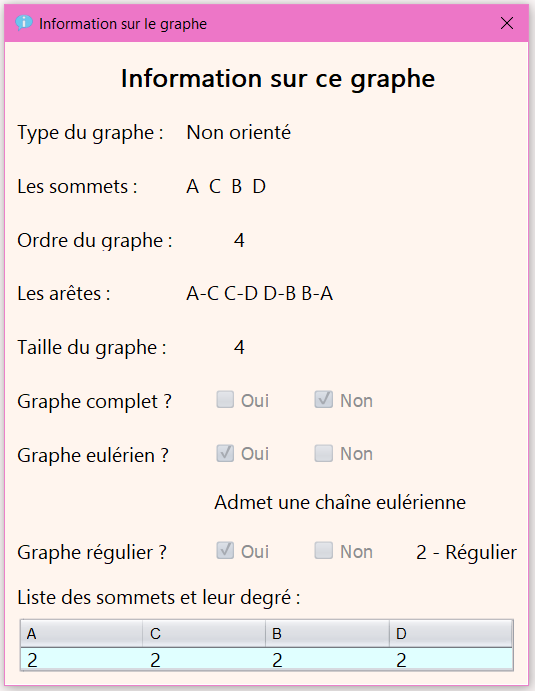 Information sur le graphe
Information sur ce graphe
Type du graphe : Non orienté
Les sommets : A C B D
Ordre du graphe : 4
Les arêtes : A-C C-D D-B B-A
Taille du graphe : 4
Graphe complet ? Oui Non
Graphe eulérien ? Oui Non
Admet une chaîne eulérienne
Graphe régulier ? Oui Non 2 - Régulier
Liste des sommets et leur degré :
A C B D
2 2 2 2